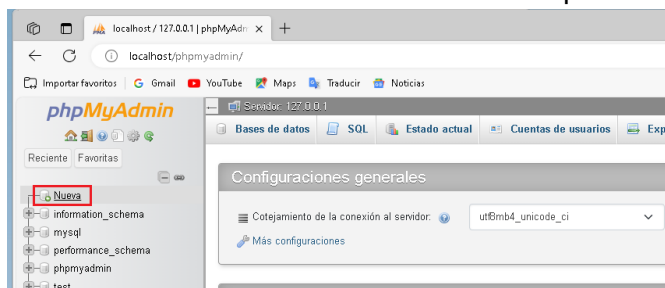 localhost / 127.0.0.1 | phpMyAdm
localhost/phpmyadmin/
Importar favoritos Gmail YouTube Maps Traducir Noticias
phpMyAdmin
Reciente Favoritas
Nueva
information_schema
mysql
performance_schema
phpmyadmin
test
Servidor: 127.0.0.1
Bases de datos SQL Estado actual Cuentas de usuarios Exp
Configuraciones generales
Cotejamiento de la conexión al servidor: utf8mb4_unicode_ci
Más configuraciones